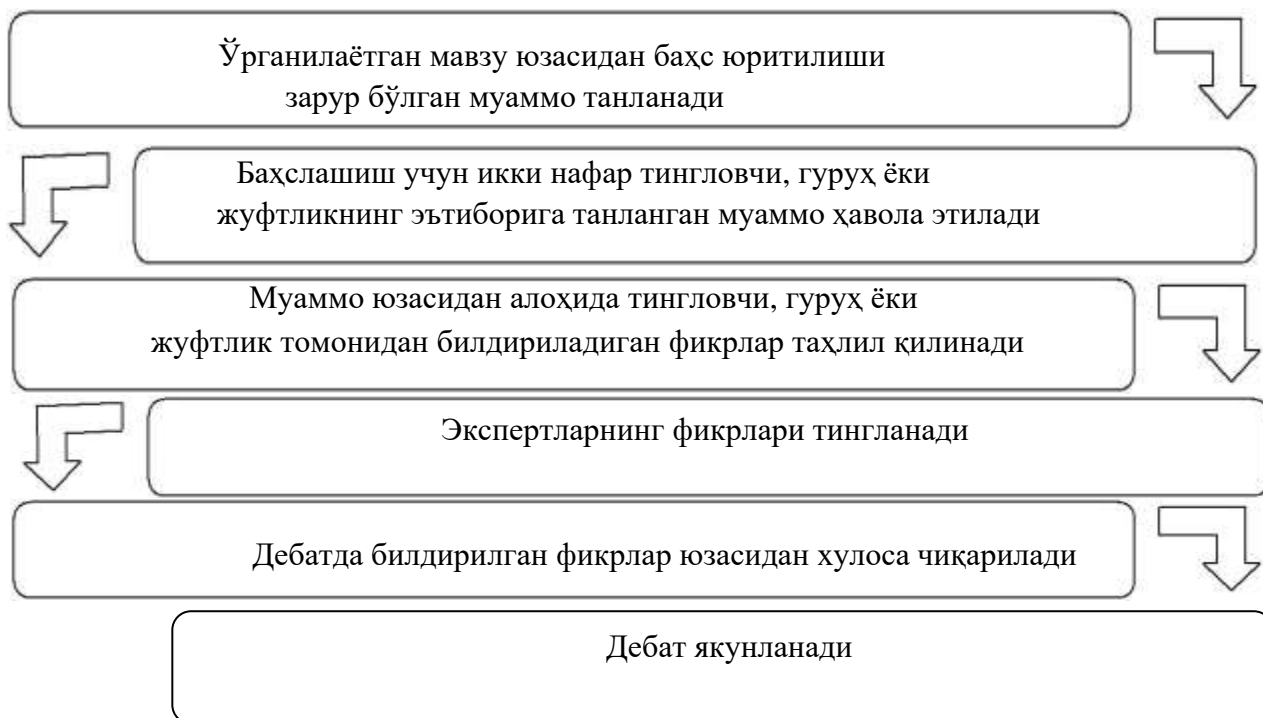 Ўрганилаётган мавзу юзасидан баҳс юритилиши
зарур бўлган муаммо танланади
Баҳслашиш учун икки нафар тингловчи, гуруҳ ёки
жуфтликнинг эътиборига танланган муаммо ҳавола этилади
Муаммо юзасидан алоҳида тингловчи, гуруҳ ёки
жуфтлик томонидан билдириладиган фикрлар таҳлил қилинади
Экспертларнинг фикрлари тингланади
Дебатда билдирилган фикрлар юзасидан хулоса чиқарилади
Дебат якунланади